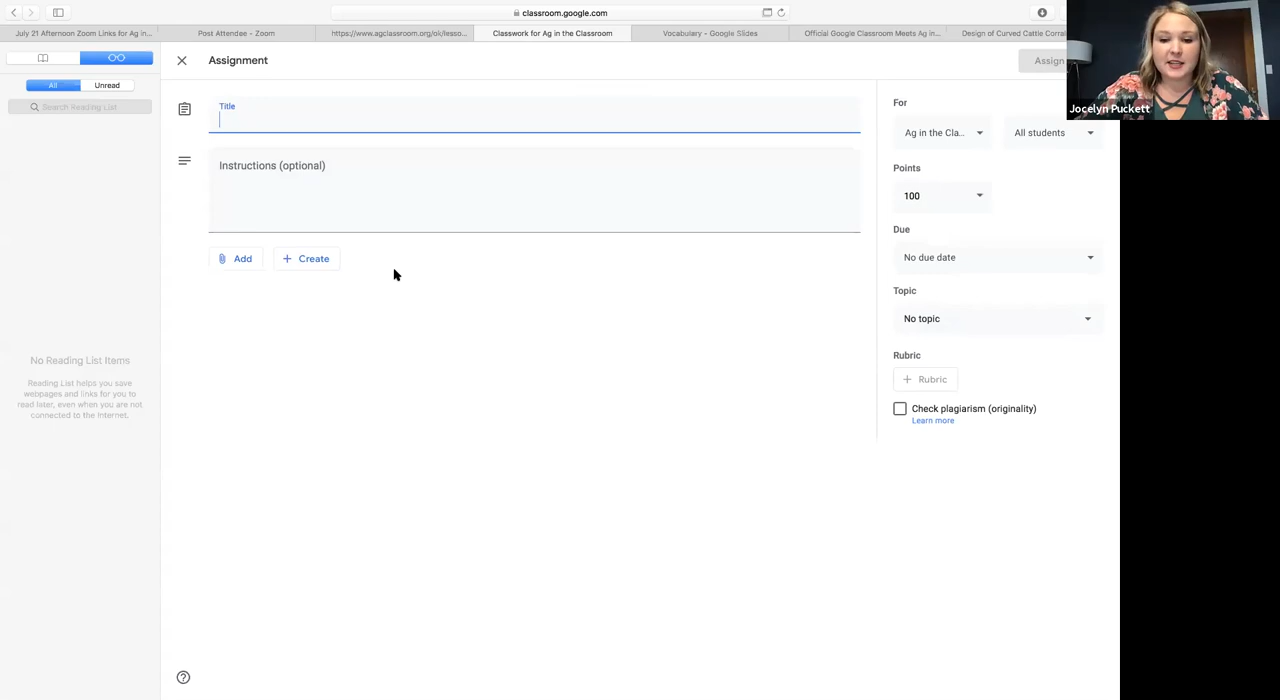 classroom.google.com
July 21 Afternoon Zoom Links for Ag in...
Post Attendee - Zoom
https://www.agclassroom.org/ok/lesso...
Classwork for Ag in the Classroom
Vocabulary - Google Slides
Official Google Classroom Meets Ag in...
Design of Curved Cattle Corral
All
Unread
Search Reading List
No Reading List Items
Reading List helps you save
webpages and links for you to
read later, even when you are not
connected to the Internet.
Assignment
Assign
Title
Instructions (optional)
Add
Create
For
Ag in the Cla...
All students
Points
100
Due
No due date
Topic
No topic
Rubric
Rubric
Check plagiarism (originality)
Learn more
Jocelyn Puckett